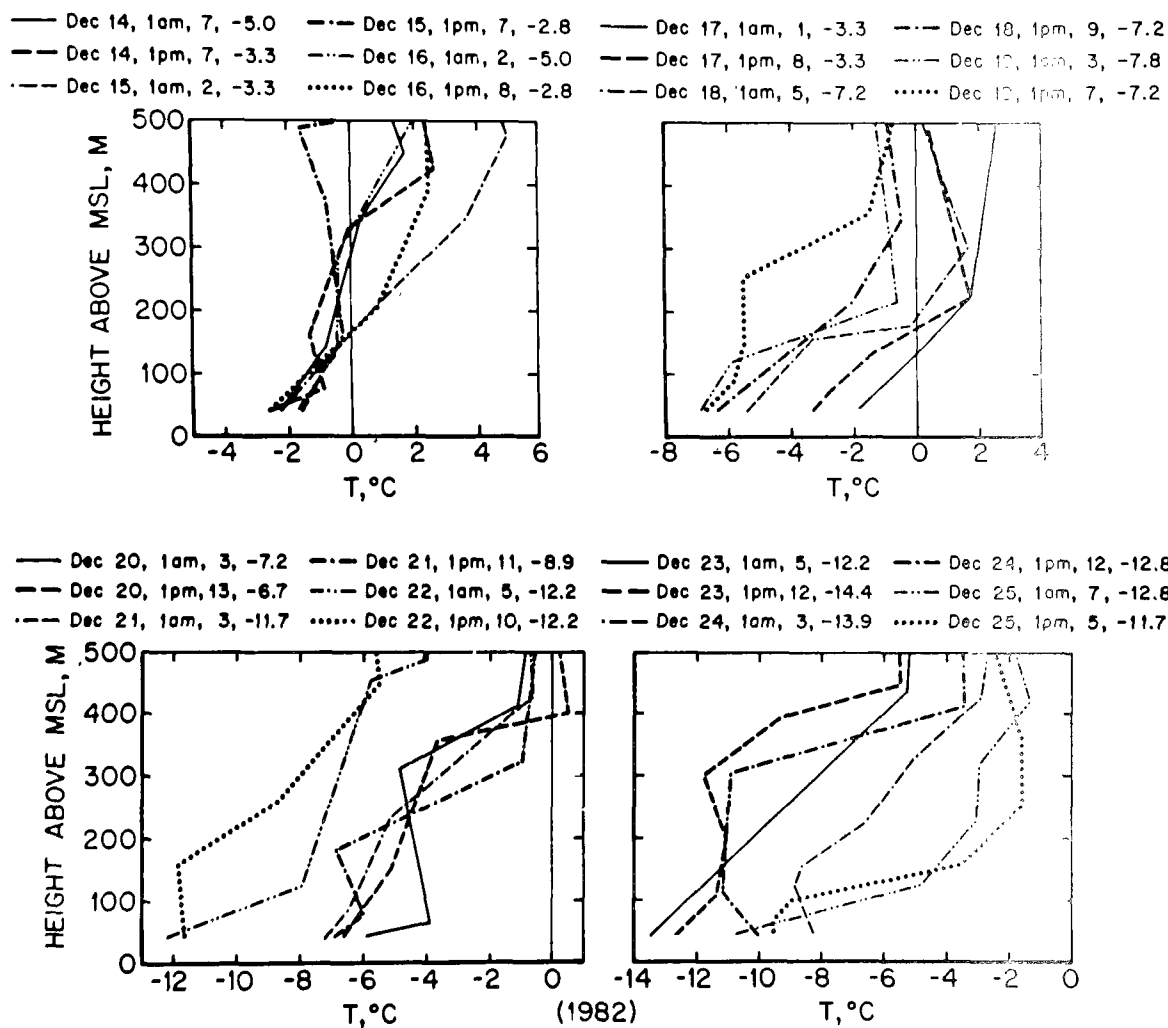 Dec 14, 1am, 7, -5.0
Dec 14, 1pm, 7, -3.3
Dec 15, 1am, 2, -3.3
Dec 15, 1pm, 7, -2.8
Dec 16, 1am, 2, -5.0
Dec 16, 1pm, 8, -2.8
Dec 17, 1am, 1, -3.3
Dec 17, 1pm, 8, -3.3
Dec 18, 1am, 5, -7.2
Dec 18, 1pm, 9, -7.2
Dec 19, 1am, 3, -7.8
Dec 19, 1pm, 7, -7.2
HEIGHT ABOVE MSL, M
500
400
300
200
100
0
-4 -2 0 2 4 6
T, °C
-8 -6 -4 -2 0 2 4
T, °C
Dec 20, 1am, 3, -7.2
Dec 20, 1pm, 13, -6.7
Dec 21, 1am, 3, -11.7
Dec 21, 1pm, 11, -8.9
Dec 22, 1am, 5, -12.2
Dec 22, 1pm, 10, -12.2
Dec 23, 1am, 5, -12.2
Dec 23, 1pm, 12, -14.4
Dec 24, 1am, 3, -13.9
Dec 24, 1pm, 12, -12.8
Dec 25, 1am, 7, -12.8
Dec 25, 1pm, 5, -11.7
HEIGHT ABOVE MSL, M
500
400
300
200
100
0
-12 -10 -8 -6 -4 -2 0
T, °C
(1982)
-14 -12 -10 -8 -6 -4 -2 0
T, °C